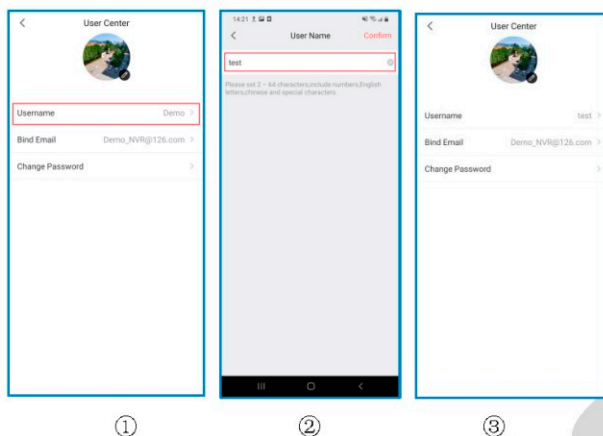 User Center
Username Demo >
Bind Email Demo_NVR@126.com >
Change Password >
14:21
User Name Confirm
test
Please set 2 – 64 characters,include numbers,English
letters,chinese and special characters.
User Center
Username test >
Bind Email Demo_NVR@126.com >
Change Password >
① ② ③